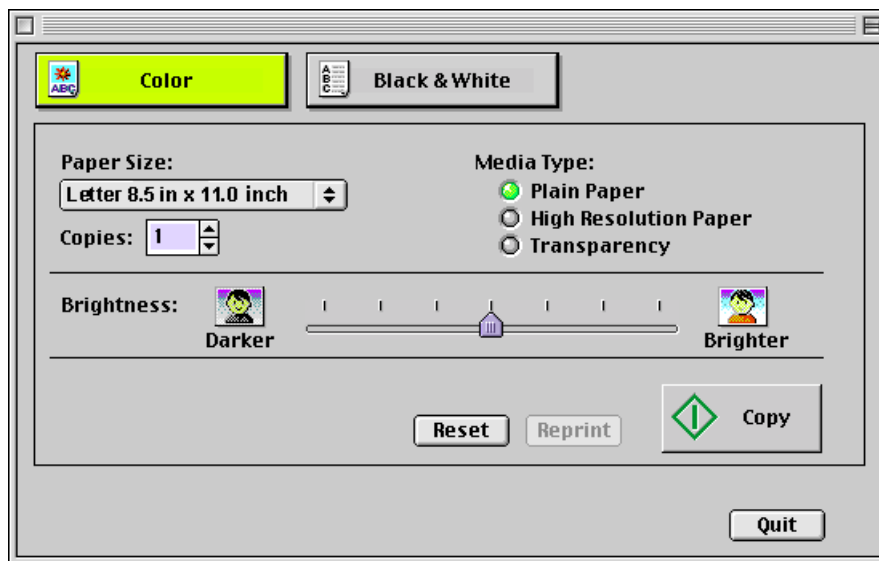 ABC Color
A B C Black & White
Paper Size:
Letter 8.5 in x 11.0 inch
Copies: 1
Media Type:
Plain Paper
High Resolution Paper
Transparency
Brightness:
Darker
Brighter
Reset
Reprint
Copy
Quit